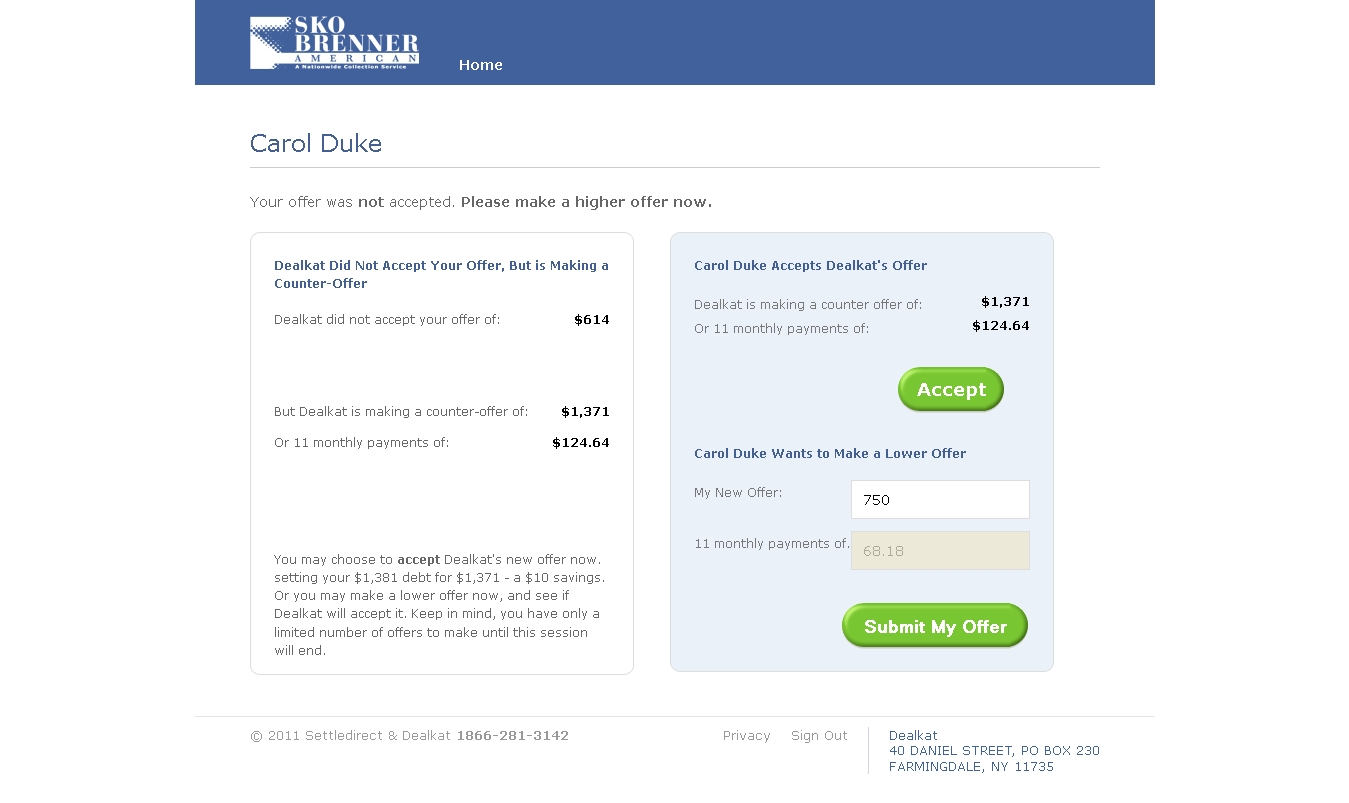 SKO
BRENNER
AMERICAN
A Nationwide Collection Service
Home
Carol Duke
Your offer was not accepted. Please make a higher offer now.
Dealkat Did Not Accept Your Offer, But is Making a
Counter-Offer
Dealkat did not accept your offer of: $614
But Dealkat is making a counter-offer of: $1,371
Or 11 monthly payments of: $124.64
You may choose to accept Dealkat's new offer now.
setting your $1,381 debt for $1,371 - a $10 savings.
Or you may make a lower offer now, and see if
Dealkat will accept it. Keep in mind, you have only a
limited number of offers to make until this session
will end.
Carol Duke Accepts Dealkat's Offer
Dealkat is making a counter offer of: $1,371
Or 11 monthly payments of: $124.64
Accept
Carol Duke Wants to Make a Lower Offer
My New Offer: 750
11 monthly payments of. 68.18
Submit My Offer
© 2011 Settledirect & Dealkat 1866-281-3142
Privacy Sign Out
Dealkat
40 DANIEL STREET, PO BOX 230
FARMINGDALE, NY 11735